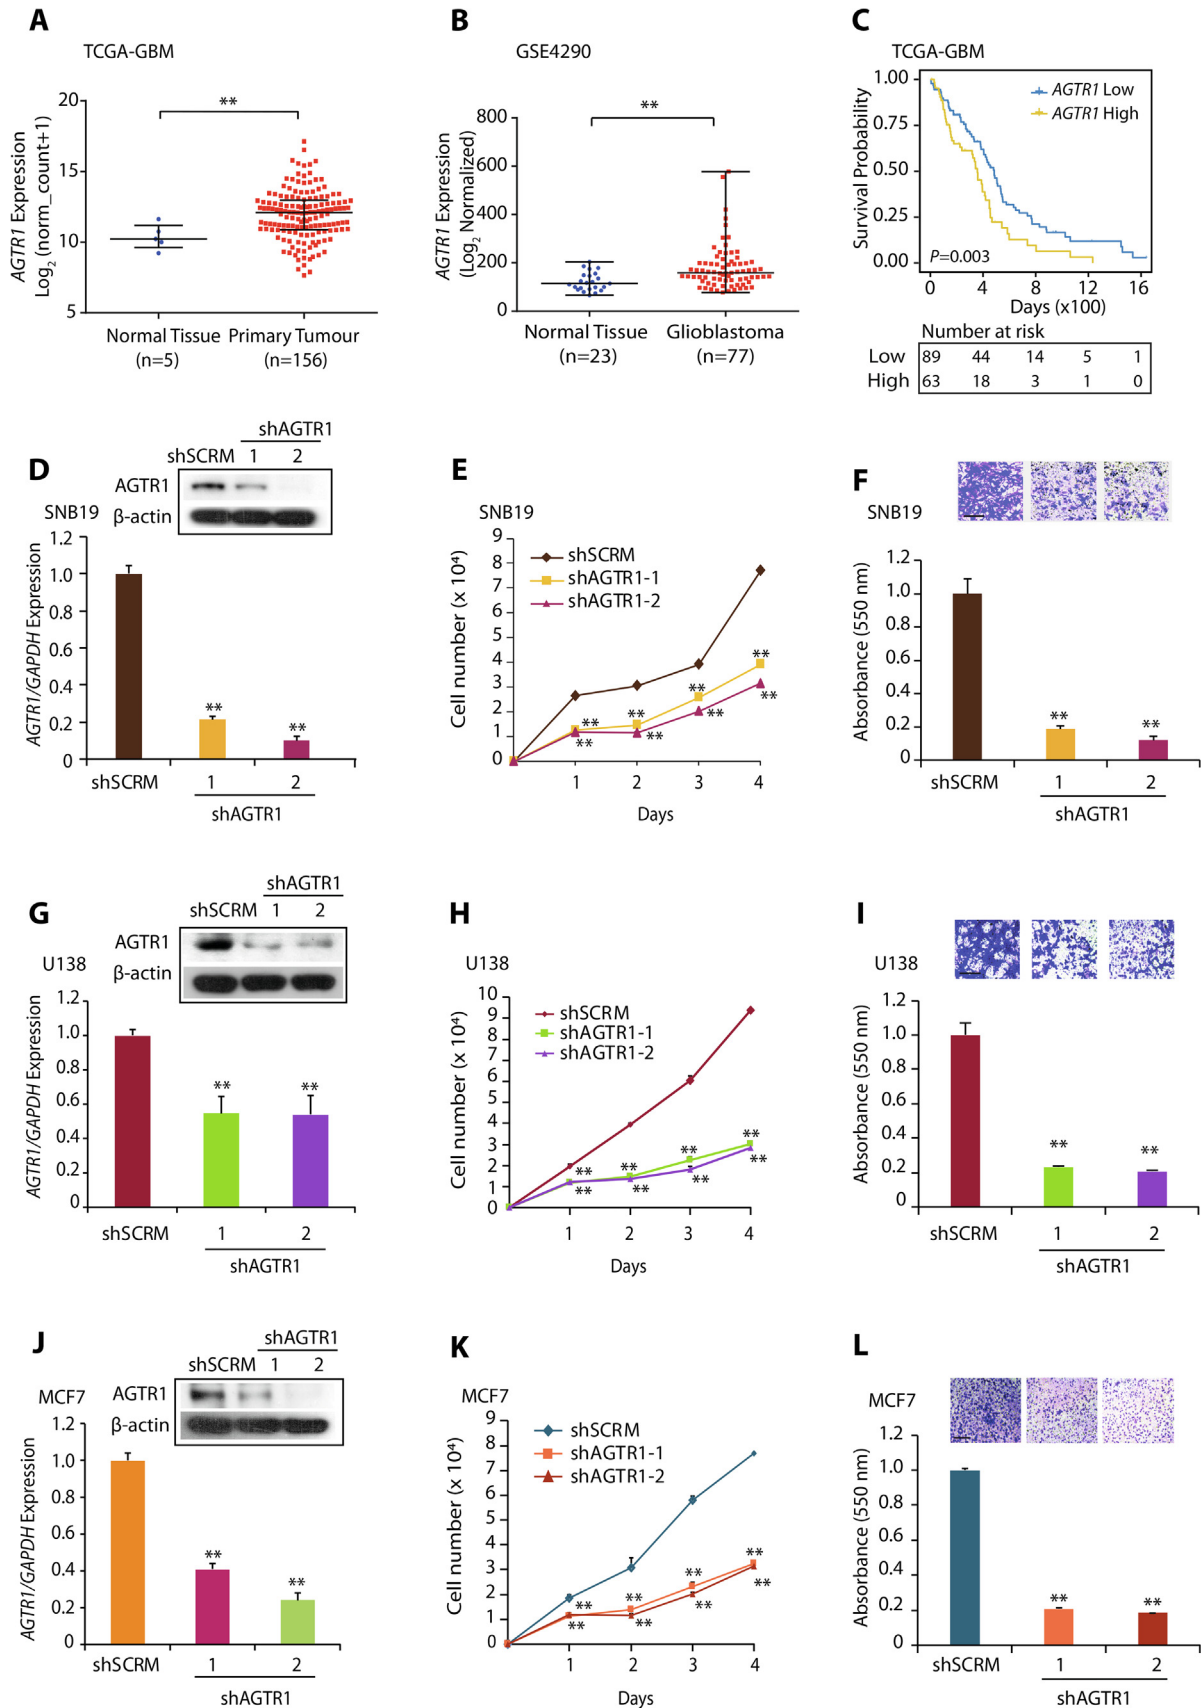 A
TCGA-GBM
AGTR1 Expression
Log2 (norm_count+1)
20
15
10
5
**
Normal Tissue
(n=5)
Primary Tumour
(n=156)
B
GSE4290
AGTR1 Expression
(Log2 Normalized)
800
600
400
200
0
**
Normal Tissue
(n=23)
Glioblastoma
(n=77)
C
TCGA-GBM
Survival Probability
1.00
0.75
0.50
0.25
0.00
AGTR1 Low
AGTR1 High
P=0.003
0 4 8 12 16
Days (x100)
Number at risk
Low 89 44 14 5 1
High 63 18 3 1 0
D
shAGTR1
shSCRM 1 2
AGTR1
β-actin
SNB19
AGTR1/GAPDH Expression
1.2
1.0
0.8
0.6
0.4
0.2
0
**
**
shSCRM 1 2
shAGTR1
E
SNB19
Cell number (x 10⁴)
9
8
7
6
5
4
3
2
1
0
shSCRM
shAGTR1-1
shAGTR1-2
** ** ** **
** ** ** **
1 2 3 4
Days
F
SNB19
Absorbance (550 nm)
1.2
1.0
0.8
0.6
0.4
0.2
0
**
**
shSCRM 1 2
shAGTR1
G
shAGTR1
shSCRM 1 2
AGTR1
β-actin
U138
AGTR1/GAPDH Expression
1.2
1.0
0.8
0.6
0.4
0.2
0
**
**
shSCRM 1 2
shAGTR1
H
U138
Cell number (x 10⁴)
10
9
8
7
6
5
4
3
2
1
0
shSCRM
shAGTR1-1
shAGTR1-2
** ** ** **
** ** ** **
1 2 3 4
Days
I
U138
Absorbance (550 nm)
1.2
1.0
0.8
0.6
0.4
0.2
0
**
**
shSCRM 1 2
shAGTR1
J
shAGTR1
shSCRM 1 2
AGTR1
β-actin
MCF7
AGTR1/GAPDH Expression
1.2
1.0
0.8
0.6
0.4
0.2
0
**
**
shSCRM 1 2
shAGTR1
K
MCF7
Cell number (x 10⁴)
9
8
7
6
5
4
3
2
1
0
shSCRM
shAGTR1-1
shAGTR1-2
** ** ** **
** ** ** **
1 2 3 4
Days
L
MCF7
Absorbance (550 nm)
1.2
1.0
0.8
0.6
0.4
0.2
0
**
**
shSCRM 1 2
shAGTR1